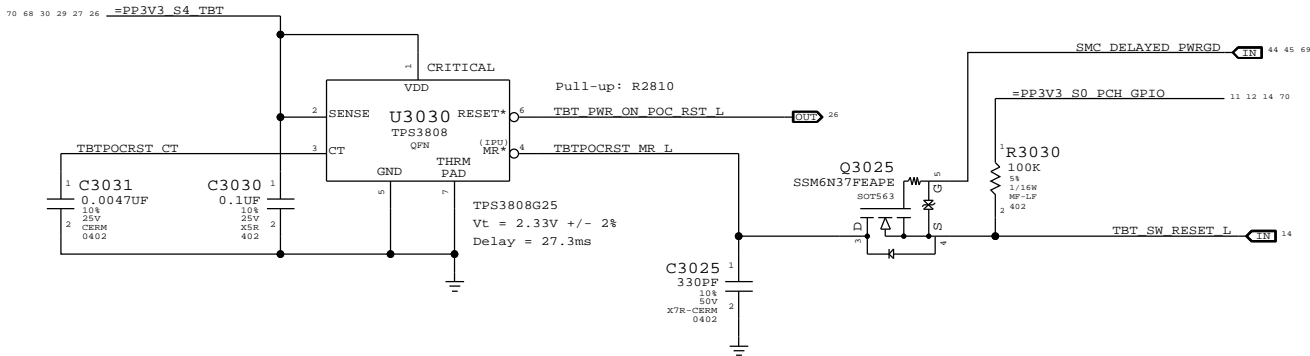 70 68 30 29 27 26 =PP3V3_S4_TBT
1
CRITICAL
VDD
2 SENSE
U3030
TPS3808
QFN
RESET* 6
3 CT
(IPU)
MR* 4
GND
THRM
PAD
5
7
Pull-up: R2810
TBT_PWR_ON_POC_RST_L
OUT 26
TBTPOCRST_CT
TBTPOCRST_MR_L
1
C3031
0.0047UF
10%
25V
CERM
0402
2
1
C3030
0.1UF
10%
25V
X5R
402
2
TPS3808G25
Vt = 2.33V +/- 2%
Delay = 27.3ms
SMC_DELAYED_PWRGD
IN 44 45 69
=PP3V3_S0_PCH_GPIO 11 12 14 70
Q3025
SSM6N37FEAPE
SOT563
5
G
D
S
3
4
1
R3030
100K
5%
1/16W
MF-LF
402
2
TBT_SW_RESET_L
IN 14
C3025 1
330PF
10%
50V
X7R-CERM
0402
2